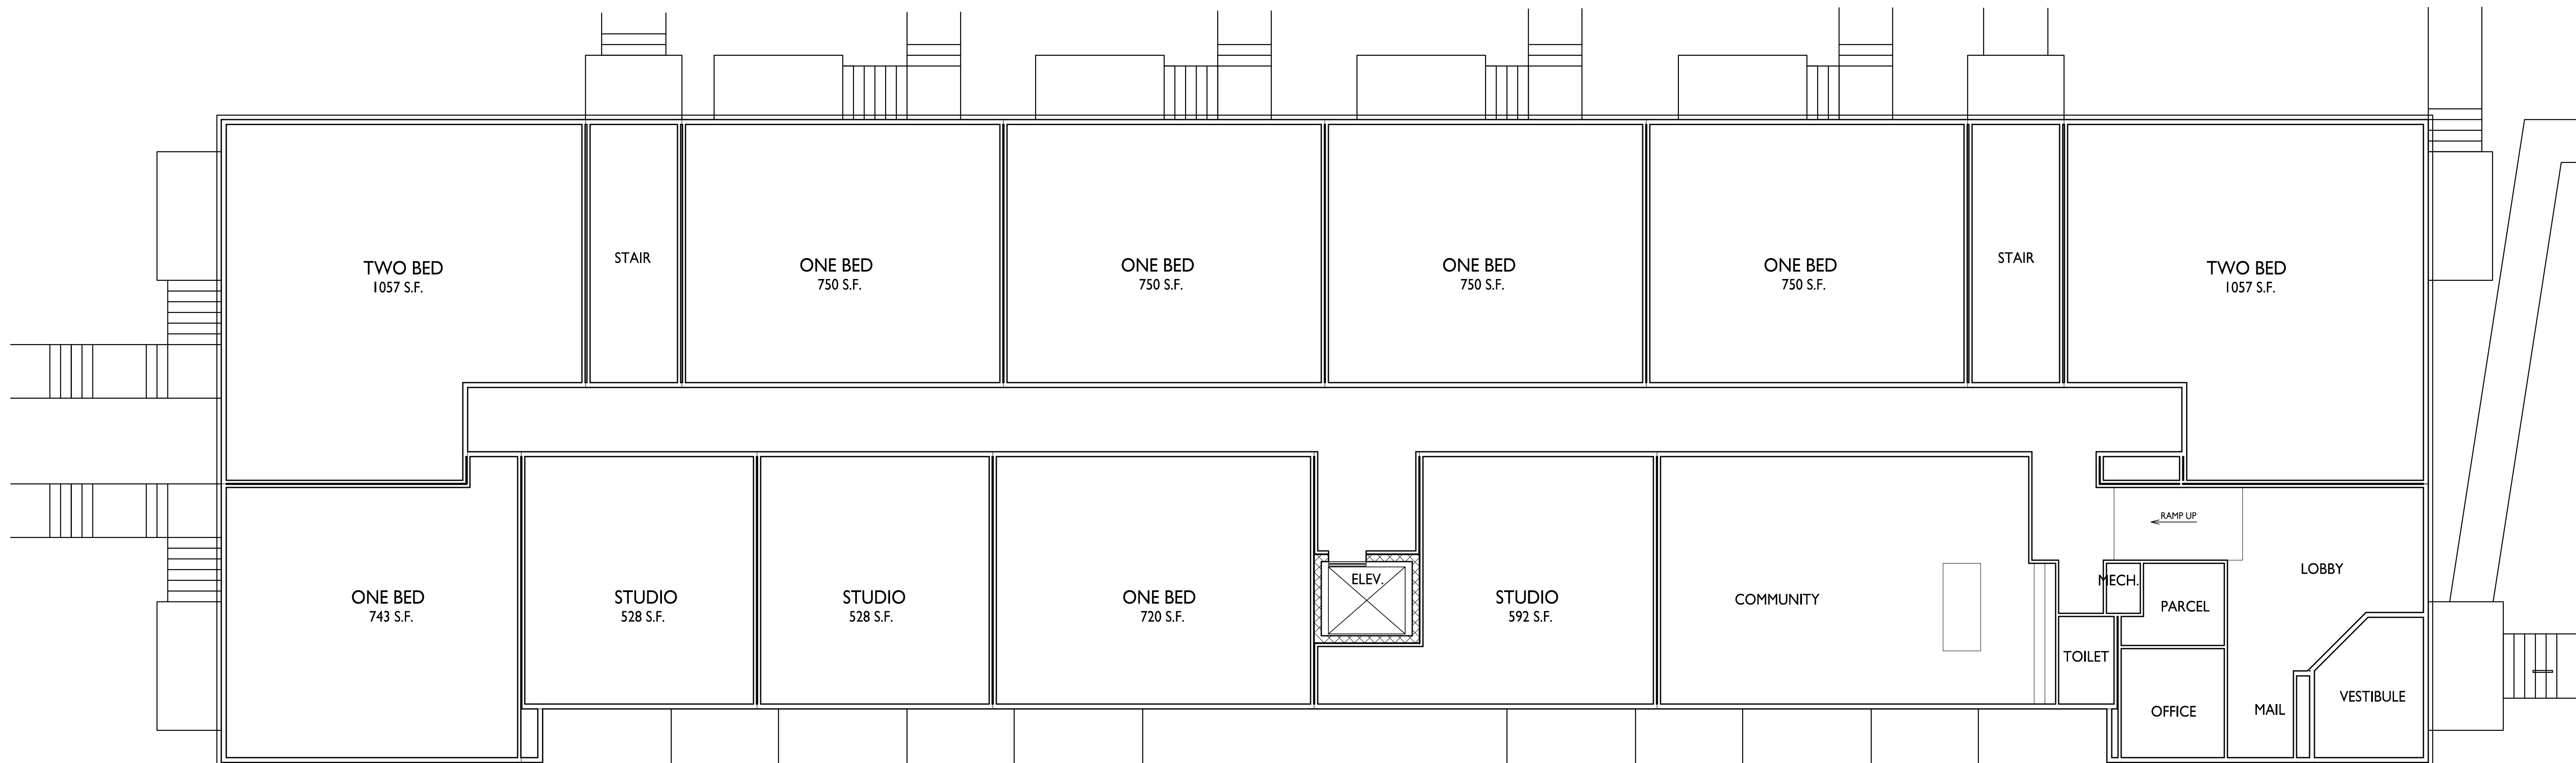 TWO BED
1057 S.F.
STAIR
ONE BED
750 S.F.
ONE BED
750 S.F.
ONE BED
750 S.F.
ONE BED
750 S.F.
STAIR
TWO BED
1057 S.F.
RAMP UP
ONE BED
743 S.F.
STUDIO
528 S.F.
STUDIO
528 S.F.
ONE BED
720 S.F.
ELEV.
STUDIO
592 S.F.
COMMUNITY
MECH.
PARCEL
LOBBY
TOILET
OFFICE
MAIL
VESTIBULE